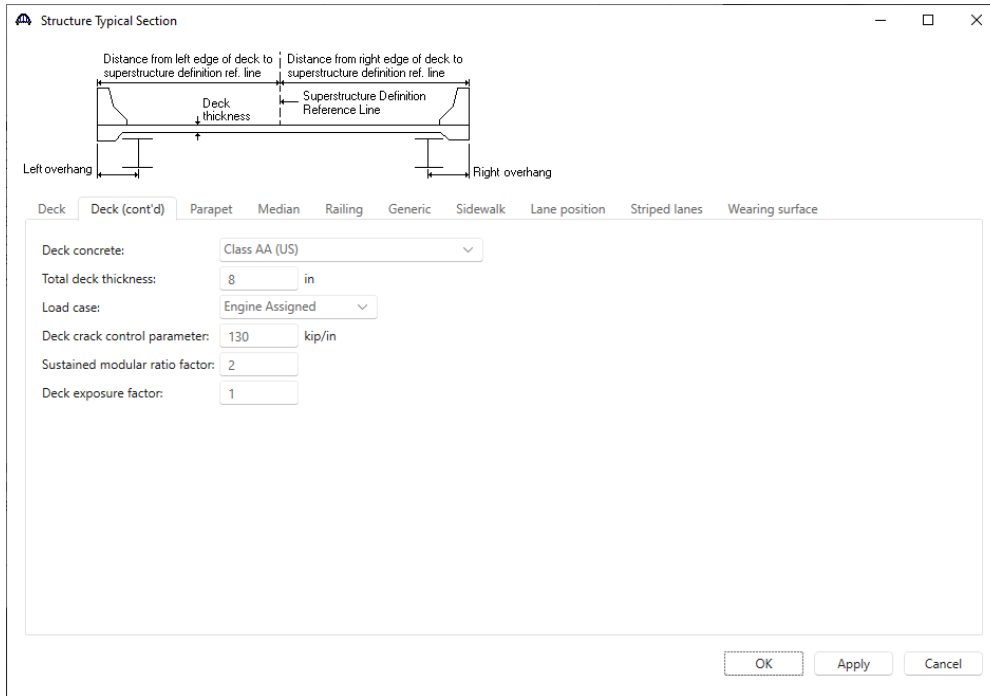 Structure Typical Section
Distance from left edge of deck to
superstructure definition ref. line
Distance from right edge of deck to
superstructure definition ref. line
Deck
thickness
Superstructure Definition
Reference Line
Left overhang
Right overhang
Deck Deck (cont'd) Parapet Median Railing Generic Sidewalk Lane position Striped lanes Wearing surface
Deck concrete: Class AA (US)
Total deck thickness: 8 in
Load case: Engine Assigned
Deck crack control parameter: 130 kip/in
Sustained modular ratio factor: 2
Deck exposure factor: 1
OK Apply Cancel